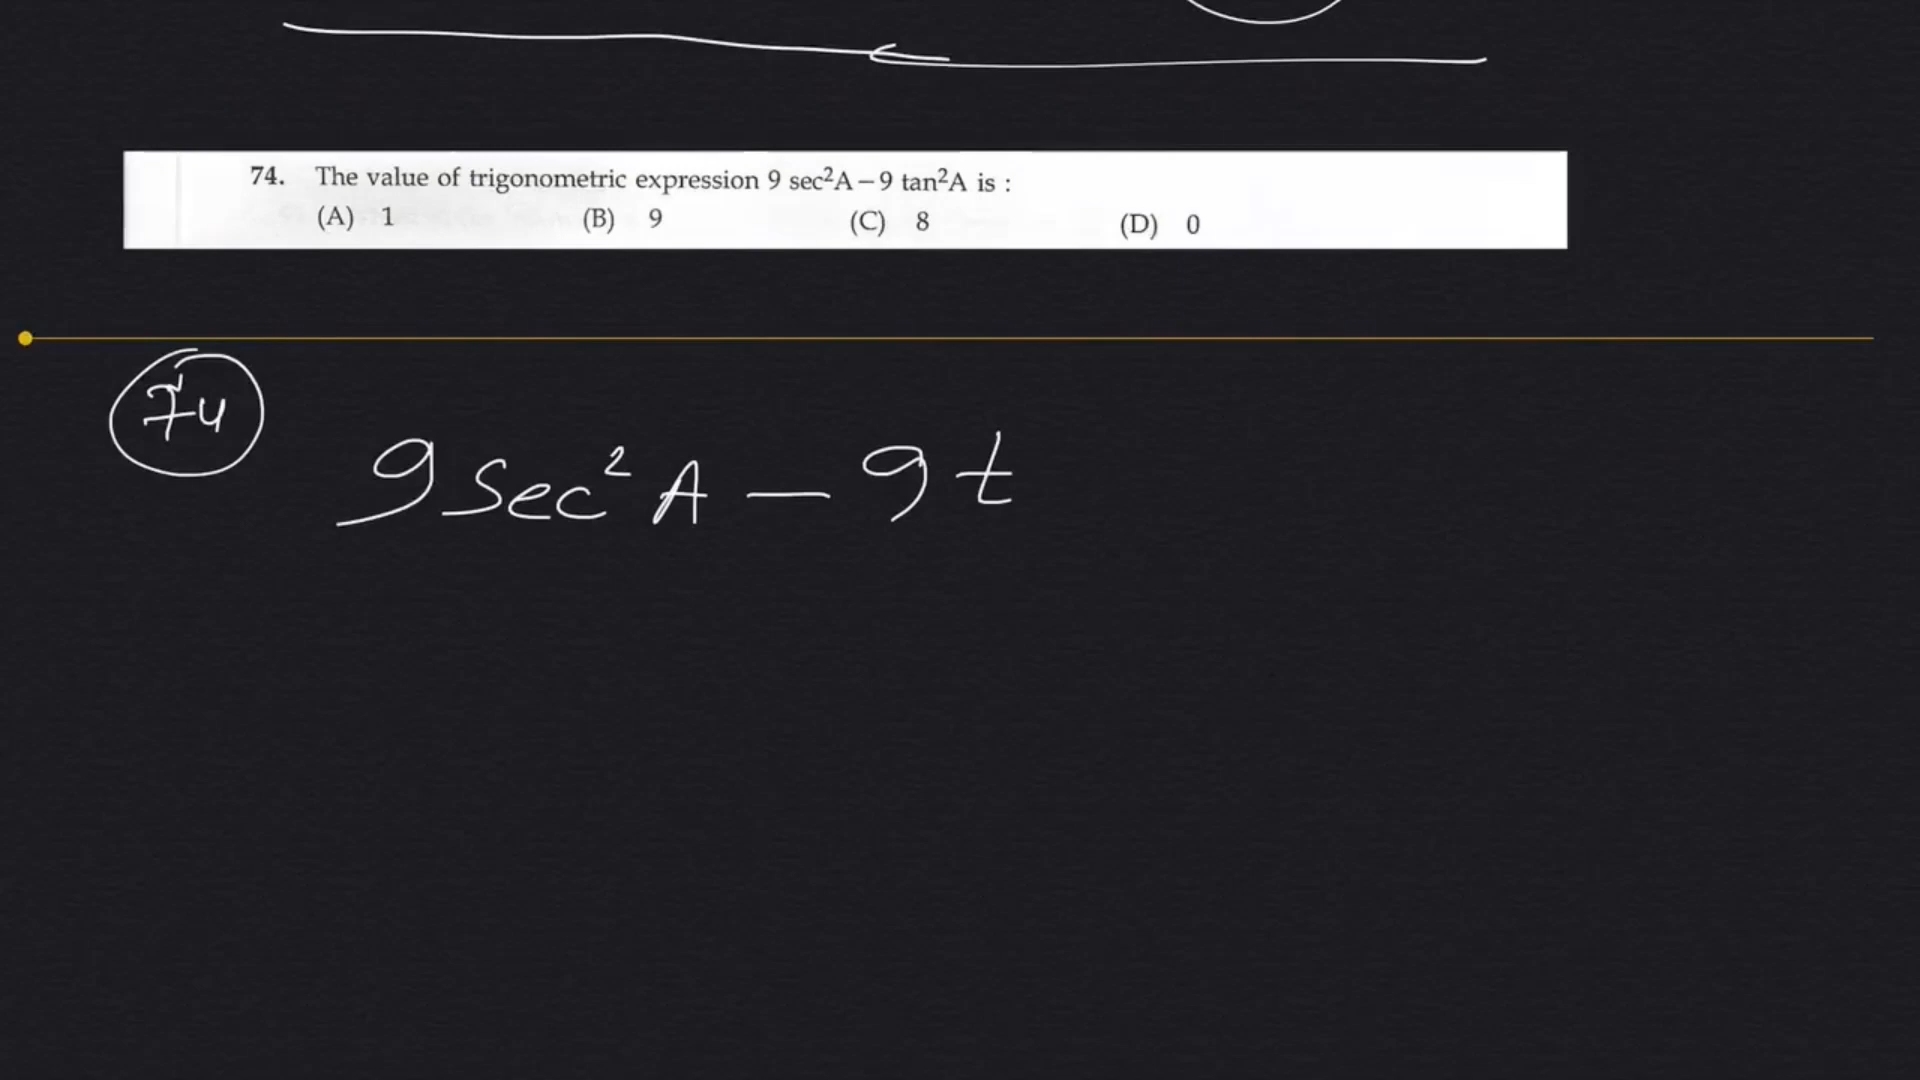 74. The value of trigonometric expression 9 sec²A – 9 tan²A is :
(A) 1 (B) 9 (C) 8 (D) 0
74
9 sec² A — 9 t